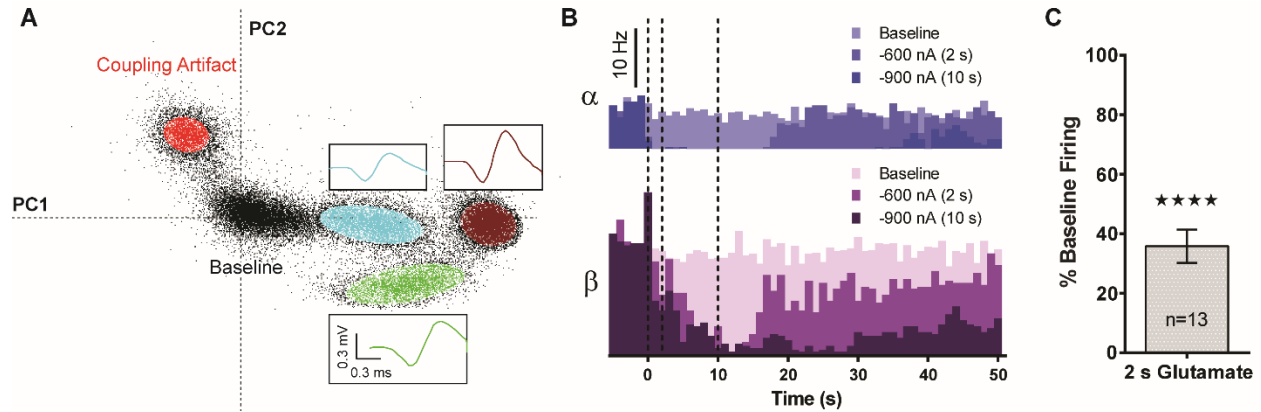 A
PC2
Coupling Artifact
PC1
Baseline
0.3 mV
0.3 ms
B
10 Hz
Baseline
-600 nA (2 s)
-900 nA (10 s)
α
Baseline
-600 nA (2 s)
-900 nA (10 s)
β
0 10 20 30 40 50
Time (s)
C
% Baseline Firing
100
80
60
40
20
0
★★★★
n=13
2 s Glutamate